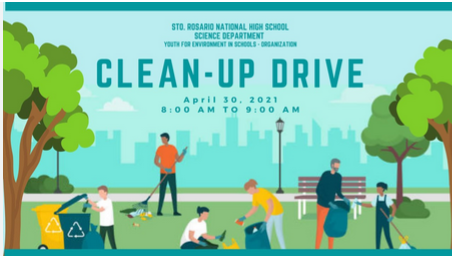 STO. ROSARIO NATIONAL HIGH SCHOOL
SCIENCE DEPARTMENT
YOUTH FOR ENVIRONMENT IN SCHOOLS - ORGANIZATION
CLEAN-UP DRIVE
April 30, 2021
8:00 AM TO 9:00 AM